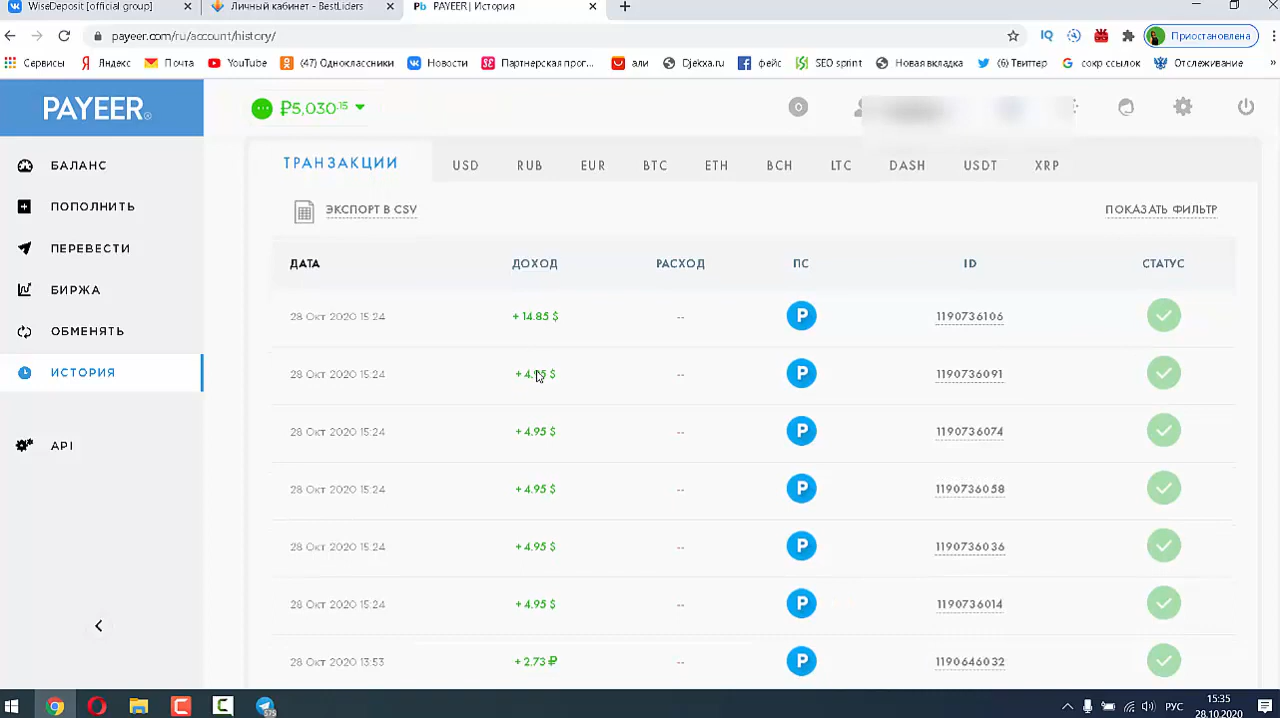 WiseDeposit [official group]
Личный кабинет - BestLiders
Pb PAYEER | История
payeer.com/ru/account/history/
IQ
Приостановлена
Сервисы
Яндекс
Почта
YouTube
(47) Одноклассники
Новости
Партнерская прог...
али
Djekxa.ru
фейс
SEO sprint
Новая вкладка
(6) Твиттер
сокр ссылок
Отслеживание
»
PAYEER
₽5,030.15
0
БАЛАНС
ПОПОЛНИТЬ
ПЕРЕВЕСТИ
БИРЖА
ОБМЕНЯТЬ
ИСТОРИЯ
API
ТРАНЗАКЦИИ USD RUB EUR BTC ETH BCH LTC DASH USDT XRP
ЭКСПОРТ В CSV
ПОКАЗАТЬ ФИЛЬТР
ДАТА ДОХОД РАСХОД ПС ID СТАТУС
28 Окт 2020 15:24 + 14.85 $ -- P 1190736106
28 Окт 2020 15:24 + 4.95 $ -- P 1190736091
28 Окт 2020 15:24 + 4.95 $ -- P 1190736074
28 Окт 2020 15:24 + 4.95 $ -- P 1190736058
28 Окт 2020 15:24 + 4.95 $ -- P 1190736036
28 Окт 2020 15:24 + 4.95 $ -- P 1190736014
28 Окт 2020 13:53 + 2.73 ₽ -- P 1190646032
РУС
15:35
28.10.2020